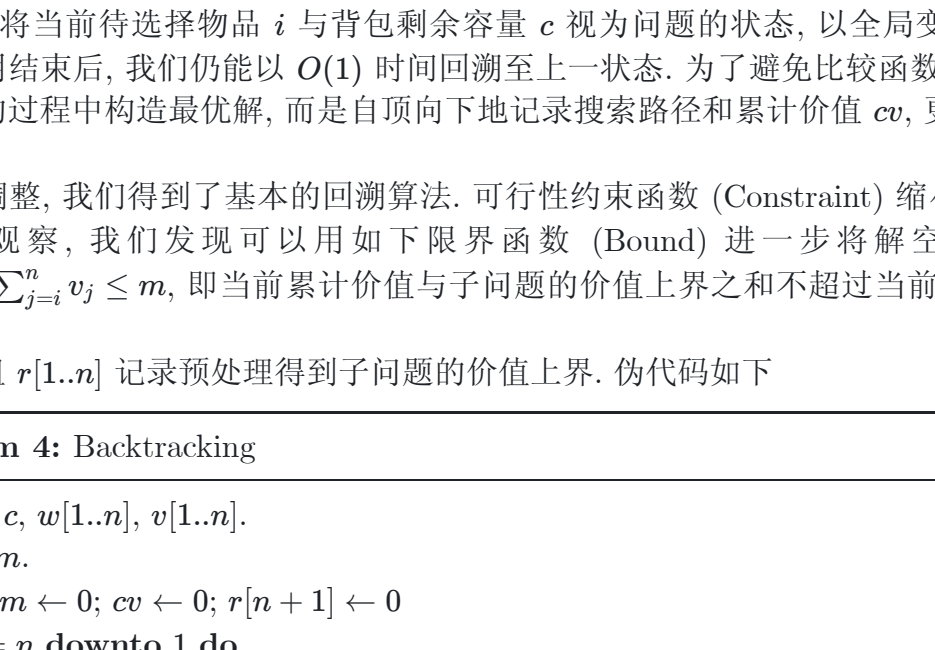 将当前待选择物品 i 与背包剩余容量 c 视为问题的状态, 以全局变
结束后, 我们仍能以 O(1) 时间回溯至上一状态. 为了避免比较函数
过程中构造最优解, 而是自顶向下地记录搜索路径和累计价值 cv,
调整, 我们得到了基本的回溯算法. 可行性约束函数 (Constraint) 缩
观察, 我们发现可以用如下限界函数 (Bound) 进一步将解空
∑_{j=i}^{n} v_j ≤ m, 即当前累计价值与子问题的价值上界之和不超过当前
r[1..n] 记录预处理得到子问题的价值上界. 伪代码如下
m 4: Backtracking
c, w[1..n], v[1..n].
m.
m ← 0; cv ← 0; r[n + 1] ← 0
n downto 1 do